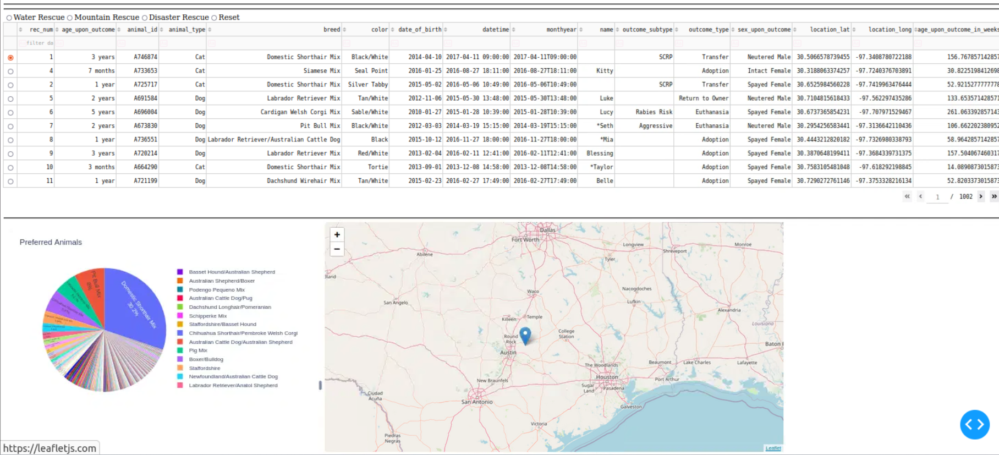 Water Rescue Mountain Rescue Disaster Rescue Reset
rec_num age_upon_outcome animal_id animal_type breed color date_of_birth datetime monthyear name outcome_subtype outcome_type sex_upon_outcome location_lat location_long age_upon_outcome_in_weeks
filter da
1 3 years A746874 Cat Domestic Shorthair Mix Black/White 2014-04-10 2017-04-11 09:00:00 2017-04-11T09:00:00 SCRP Transfer Neutered Male 30.5066578739455 -97.3408780722188 156.767857142857
4 7 months A733653 Cat Siamese Mix Seal Point 2016-01-25 2016-08-27 18:11:00 2016-08-27T18:11:00 Kitty Adoption Intact Female 30.3188063374257 -97.7240376703891 30.8225198412698
2 1 year A725717 Cat Domestic Shorthair Mix Silver Tabby 2015-05-02 2016-05-06 10:49:00 2016-05-06T10:49:00 SCRP Transfer Spayed Female 30.6525984560228 -97.7419963476444 52.9215277777778
5 2 years A691584 Dog Labrador Retriever Mix Tan/White 2012-11-06 2015-05-30 13:48:00 2015-05-30T13:48:00 Luke Return to Owner Neutered Male 30.7104815618433 -97.562297435286 133.653571428571
6 5 years A696004 Dog Cardigan Welsh Corgi Mix Sable/White 2010-01-27 2015-01-28 10:39:00 2015-01-28T10:39:00 Lucy Rabies Risk Euthanasia Spayed Female 30.6737365854231 -97.707971529467 261.063392857143
7 2 years A673830 Dog Pit Bull Mix Black/White 2012-03-03 2014-03-19 15:15:00 2014-03-19T15:15:00 *Seth Aggressive Euthanasia Neutered Male 30.2954256583441 -97.3136642110436 106.662202380952
8 1 year A736551 Dog Labrador Retriever/Australian Cattle Dog Black 2015-10-12 2016-11-27 18:00:00 2016-11-27T18:00:00 *Mia Adoption Spayed Female 30.4443212820182 -97.7326980338793 58.9642857142857
9 3 years A720214 Dog Labrador Retriever Mix Red/White 2013-02-04 2016-02-11 12:41:00 2016-02-11T12:41:00 Blessing Adoption Spayed Female 30.3870648199411 -97.3684339731375 157.504067460317
10 3 months A664290 Cat Domestic Shorthair Mix Tortie 2013-09-01 2013-12-08 14:58:00 2013-12-08T14:58:00 *Taylor Adoption Spayed Female 30.7583105481048 -97.618292198845 14.0890873015873
11 1 year A721199 Dog Dachshund Wirehair Mix Tan/White 2015-02-23 2016-02-27 17:49:00 2016-02-27T17:49:00 Belle Adoption Spayed Female 30.7290272761146 -97.3753328216134 52.8203373015873
« ‹ 1 / 1002 › »
Preferred Animals
Domestic Shorthair Mix
30.2%
Pit Bull Mix
Basset Hound/Australian Shepherd
Australian Shepherd/Boxer
Podengo Pequeno Mix
Australian Cattle Dog/Pug
Dachshund Longhair/Pomeranian
Schipperke Mix
Staffordshire/Basset Hound
Chihuahua Shorthair/Pembroke Welsh Corgi
Australian Cattle Dog/Australian Shepherd
Pig Mix
Boxer/Bulldog
Staffordshire
Newfoundland/Australian Cattle Dog
Labrador Retriever/Anatol Shepherd
+
−
Dallas
Fort Worth
Longview
Monroe
Abilene
Tyler
Shreveport
dland
Waco
Nacogdoches
San Angelo
Lufkin
Alexandria
Killeen
Temple
Louisiana
Round Rock
College Station
Austin
Baton
The Woodlands
Beaumont
Lake Charles
Lafayette
New Braunfels
Houston
Port Arthur
Sugar Land
Pasadena
Ciudad Acuña
San Antonio
Galveston
Victoria
Piedras Negras
Leaflet
https://leafletjs.com